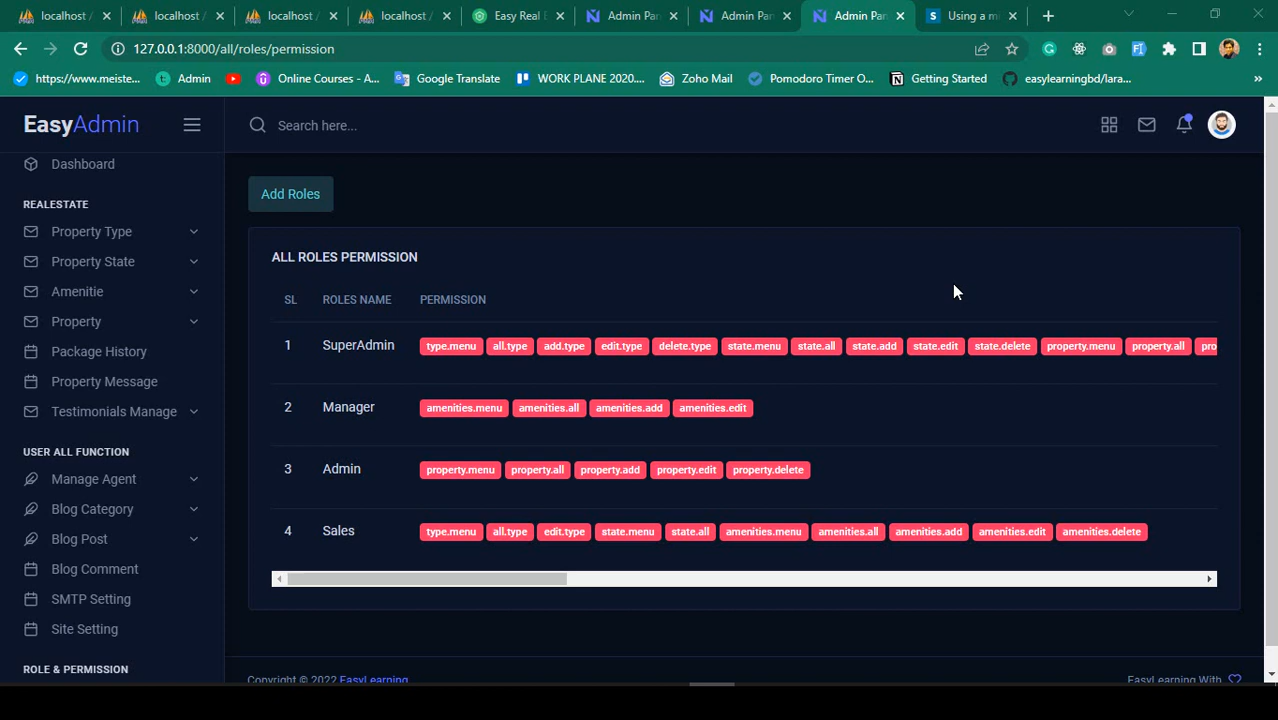 localhost / localhost / localhost / localhost / Easy Real E Admin Pan Admin Pan Admin Pan Using a mi
127.0.0.1:8000/all/roles/permission
https://www.meiste... Admin Online Courses - A... Google Translate WORK PLANE 2020.... Zoho Mail Pomodoro Timer O... Getting Started easylearningbd/lara...
EasyAdmin
Search here...
Dashboard
REALESTATE
Property Type
Property State
Amenitie
Property
Package History
Property Message
Testimonials Manage
USER ALL FUNCTION
Manage Agent
Blog Category
Blog Post
Blog Comment
SMTP Setting
Site Setting
ROLE & PERMISSION
Add Roles
ALL ROLES PERMISSION
SL ROLES NAME PERMISSION
1 SuperAdmin type.menu all.type add.type edit.type delete.type state.menu state.all state.add state.edit state.delete property.menu property.all pro
2 Manager amenities.menu amenities.all amenities.add amenities.edit
3 Admin property.menu property.all property.add property.edit property.delete
4 Sales type.menu all.type edit.type state.menu state.all amenities.menu amenities.all amenities.add amenities.edit amenities.delete
Copyright © 2022 EasyLearning
EasyLearning With